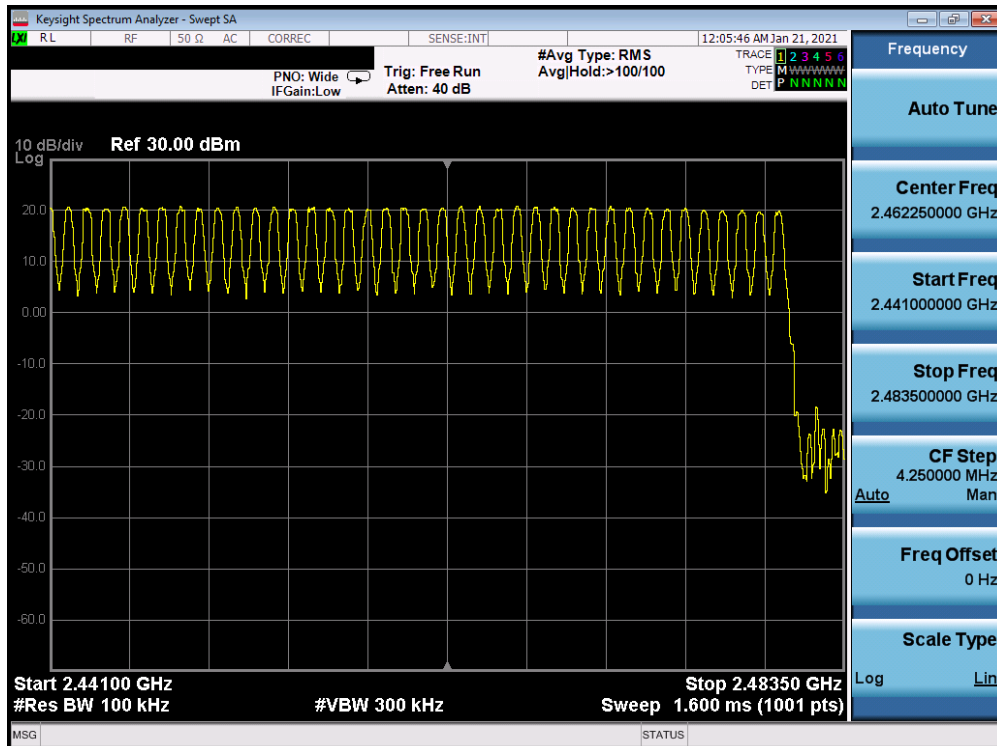 Keysight Spectrum Analyzer - Swept SA
LXI RL RF 50 Ω AC CORREC SENSE:INT 12:05:46 AM Jan 21, 2021
Frequency
PNO: Wide
IFGain:Low
Trig: Free Run
Atten: 40 dB
#Avg Type: RMS
Avg|Hold:>100/100
TRACE 1 2 3 4 5 6
TYPE M WWWWW
DET P N N N N N
Auto Tune
10 dB/div
Log
Ref 30.00 dBm
20.0
10.0
0.00
-10.0
-20.0
-30.0
-40.0
-50.0
-60.0
Center Freq
2.462250000 GHz
Start Freq
2.441000000 GHz
Stop Freq
2.483500000 GHz
CF Step
4.250000 MHz
Auto Man
Freq Offset
0 Hz
Scale Type
Log Lin
Start 2.44100 GHz Stop 2.48350 GHz
#Res BW 100 kHz #VBW 300 kHz Sweep 1.600 ms (1001 pts)
MSG STATUS